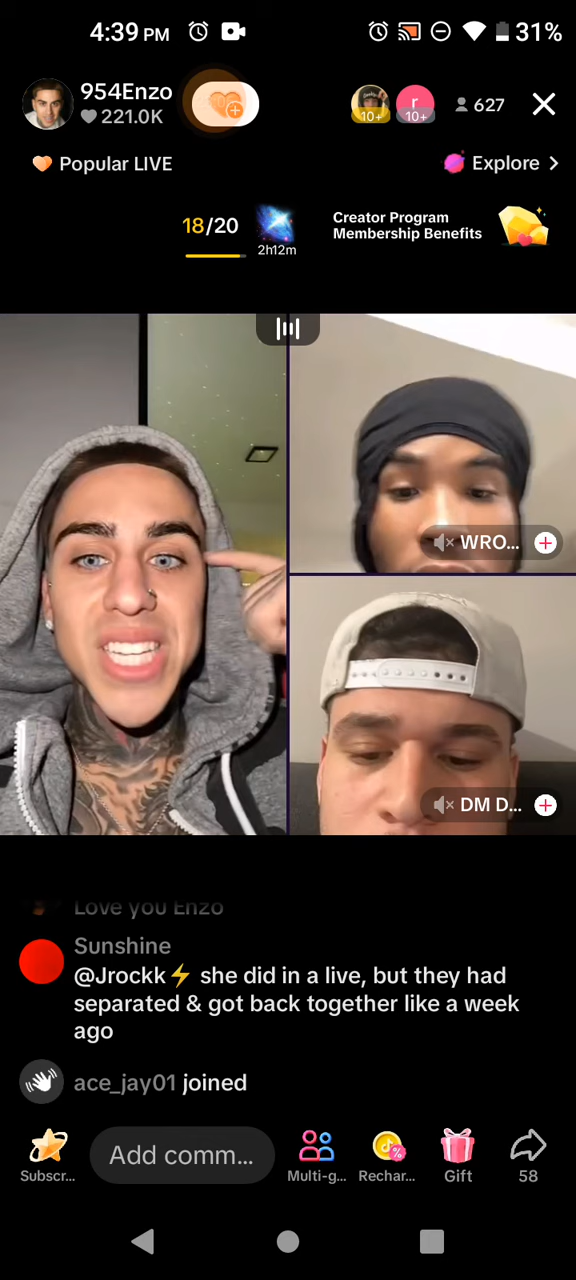 4:39 PM
31%
954Enzo
221.0K
10+
r
10+
627
Popular LIVE
Explore >
18/20
2h12m
Creator Program
Membership Benefits
WRO...
DM D...
Love you Enzo
Sunshine
@Jrockk⚡ she did in a live, but they had
separated & got back together like a week
ago
ace_jay01 joined
Subscr...
Add comm...
Multi-g...
Rechar...
Gift
58